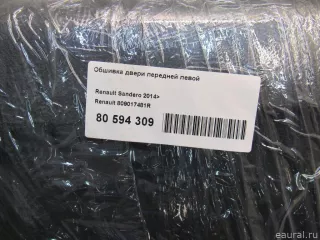 Обшивка двери передней левой
Renault Sandero 2014>
Renault 809017481R
80 594 309
eaural.ru